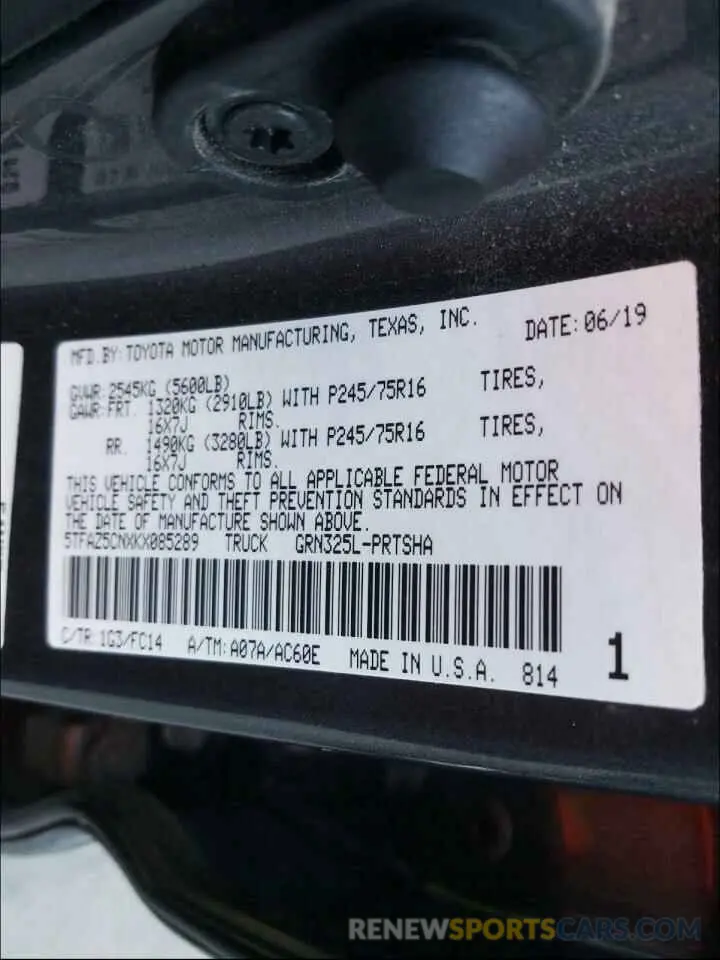 MFD. BY: TOYOTA MOTOR MANUFACTURING, TEXAS, INC. DATE: 06/19
GVWR: 2545KG (5600LB)
GAWR: FRT. 1320KG (2910LB) WITH P245/75R16 TIRES,
16X7J RIMS.
RR. 1490KG (3280LB) WITH P245/75R16 TIRES,
16X7J RIMS.
THIS VEHICLE CONFORMS TO ALL APPLICABLE FEDERAL MOTOR
VEHICLE SAFETY AND THEFT PREVENTION STANDARDS IN EFFECT ON
THE DATE OF MANUFACTURE SHOWN ABOVE.
5TFAZ5CNXKX085289 TRUCK GRN325L-PRTSHA
C/TR: 1G3/FC14 A/TM: A07A/AC60E MADE IN U.S.A. 814 1
RENEWSPORTSCARS.COM